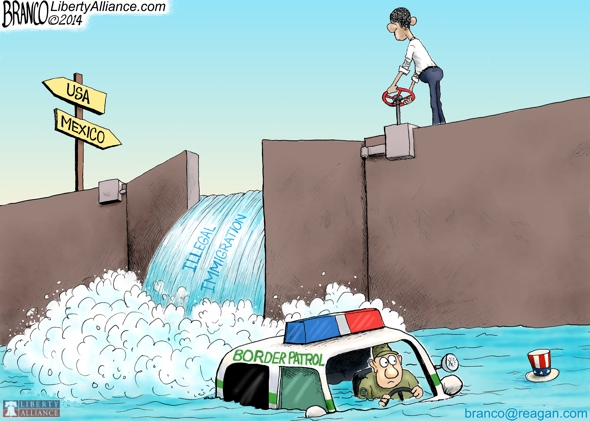 BRANCO
LibertyAlliance.com
©2014
USA
MEXICO
ILLEGAL
IMMIGRATION
BORDER PATROL
LIBERTY
ALLIANCE
branco@reagan.com